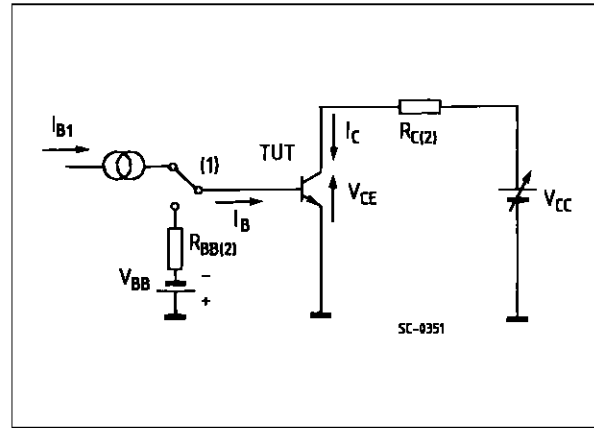 I_B1
(1)
TUT
I_C
R_C(2)
V_CE
V_CC
I_B
R_BB(2)
V_BB
−
+
SC-0351